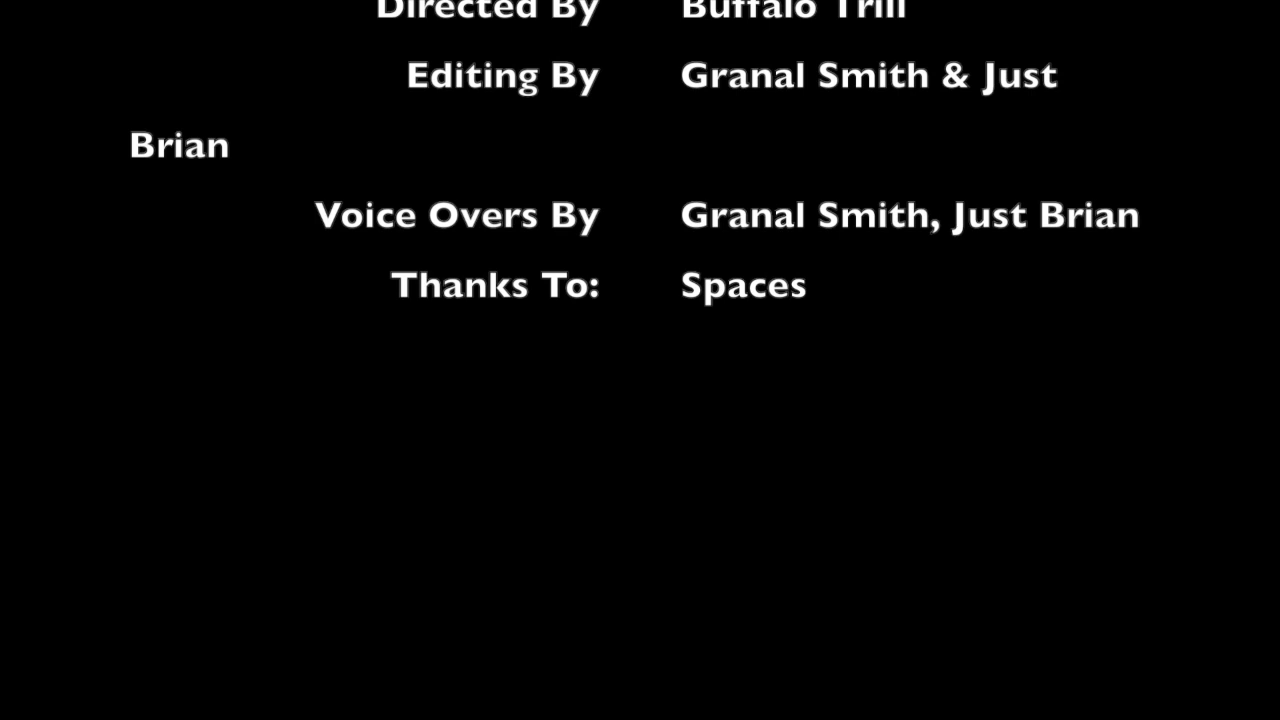 Directed By Buffalo Trill
Editing By Granal Smith & Just
Brian
Voice Overs By Granal Smith, Just Brian
Thanks To: Spaces